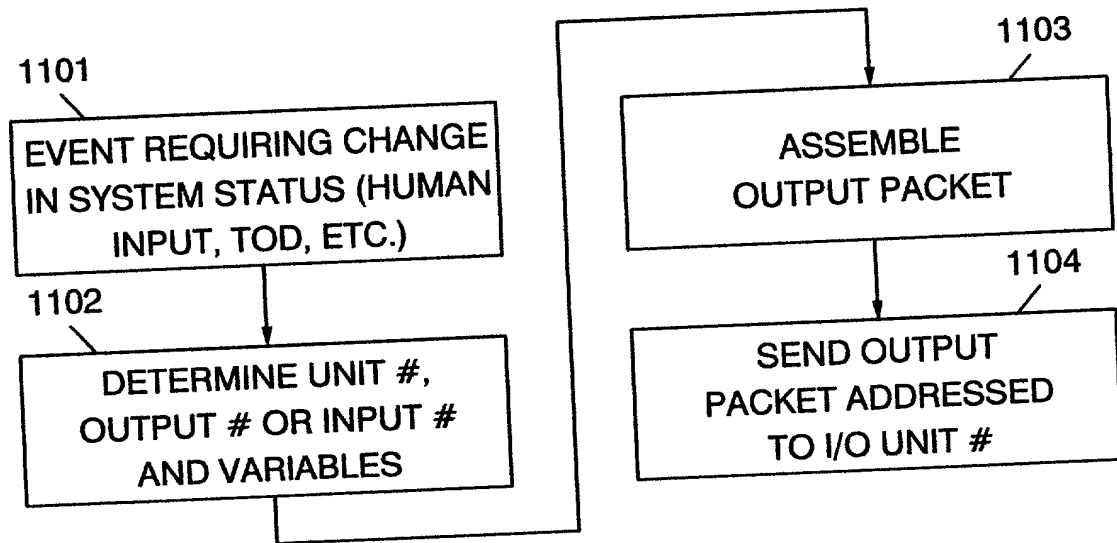 1101
EVENT REQUIRING CHANGE
IN SYSTEM STATUS (HUMAN
INPUT, TOD, ETC.)
1102
DETERMINE UNIT #,
OUTPUT # OR INPUT #
AND VARIABLES
1103
ASSEMBLE
OUTPUT PACKET
1104
SEND OUTPUT
PACKET ADDRESSED
TO I/O UNIT #